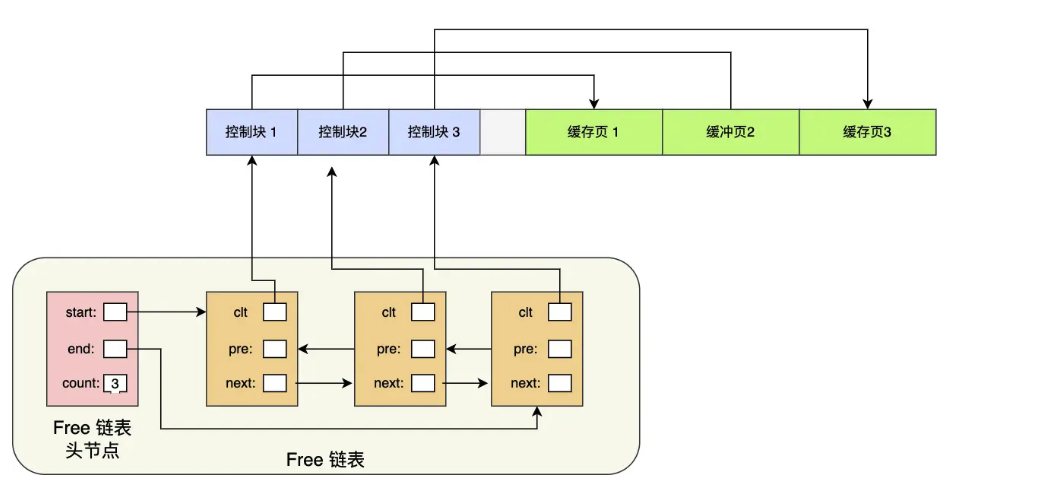 控制块 1
控制块2
控制块 3
缓存页 1
缓冲页2
缓存页3
start:
end:
count: 3
clt
pre:
next:
clt
pre:
next:
clt
pre:
next:
Free 链表
头节点
Free 链表